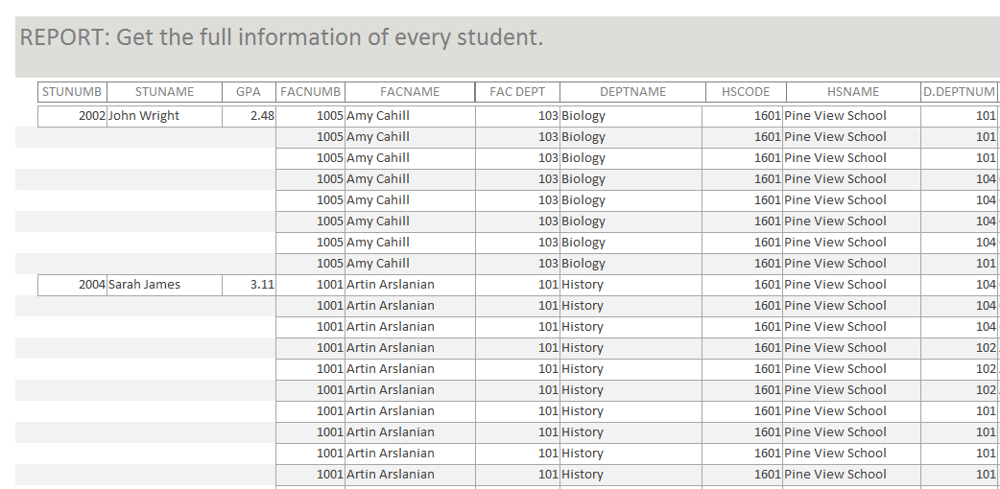 REPORT: Get the full information of every student.
STUNUMB STUNAME GPA FACNUMB FACNAME FAC DEPT DEPTNAME HSCODE HSNAME D.DEPTNUM
2002 John Wright 2.48 1005 Amy Cahill 103 Biology 1601 Pine View School 101
1005 Amy Cahill 103 Biology 1601 Pine View School 101
1005 Amy Cahill 103 Biology 1601 Pine View School 101
1005 Amy Cahill 103 Biology 1601 Pine View School 104
1005 Amy Cahill 103 Biology 1601 Pine View School 104
1005 Amy Cahill 103 Biology 1601 Pine View School 104
1005 Amy Cahill 103 Biology 1601 Pine View School 104
1005 Amy Cahill 103 Biology 1601 Pine View School 101
2004 Sarah James 3.11 1001 Artin Arslanian 101 History 1601 Pine View School 104
1001 Artin Arslanian 101 History 1601 Pine View School 104
1001 Artin Arslanian 101 History 1601 Pine View School 104
1001 Artin Arslanian 101 History 1601 Pine View School 102
1001 Artin Arslanian 101 History 1601 Pine View School 102
1001 Artin Arslanian 101 History 1601 Pine View School 102
1001 Artin Arslanian 101 History 1601 Pine View School 101
1001 Artin Arslanian 101 History 1601 Pine View School 101
1001 Artin Arslanian 101 History 1601 Pine View School 101
1001 Artin Arslanian 101 History 1601 Pine View School 101